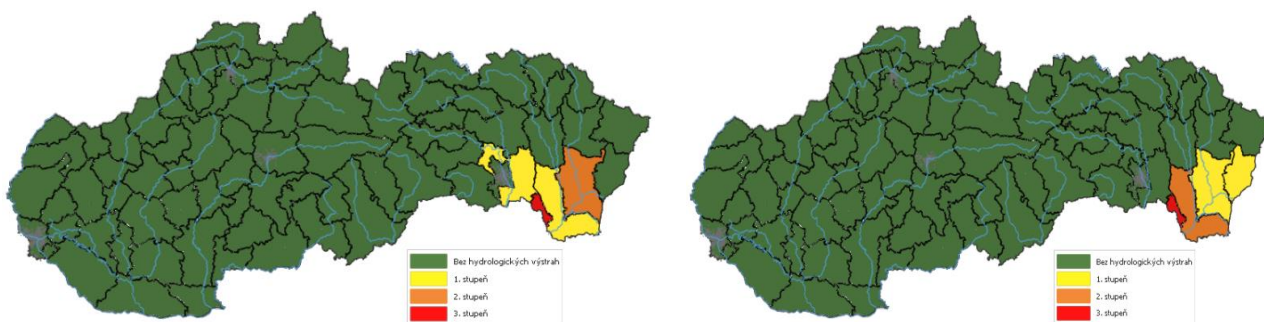 Bez hydrologických výstrah
1. stupeň
2. stupeň
3. stupeň
Bez hydrologických výstrah
1. stupeň
2. stupeň
3. stupeň